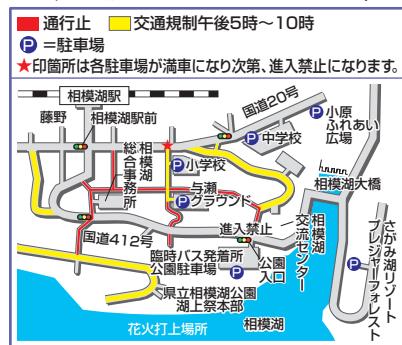 通行止 交通規制午後5時～10時
Ⓟ＝駐車場
★印箇所は各駐車場が満車になり次第、進入禁止になります。
相模湖駅
国道20号
藤野
相模湖駅前
P
小原
ふれあい
広場
P
中学校
相模湖
総合事務所
P
小学校
与瀬
グラウンド
P
相模湖大橋
国道412号
進入禁止
相模湖
交流センター
臨時バス発着所
公園駐車場
P
公園
入口
さがみ湖リゾート
プレジャーフォレスト
P
県立相模湖公園
湖上祭本部
花火打上場所
相模湖